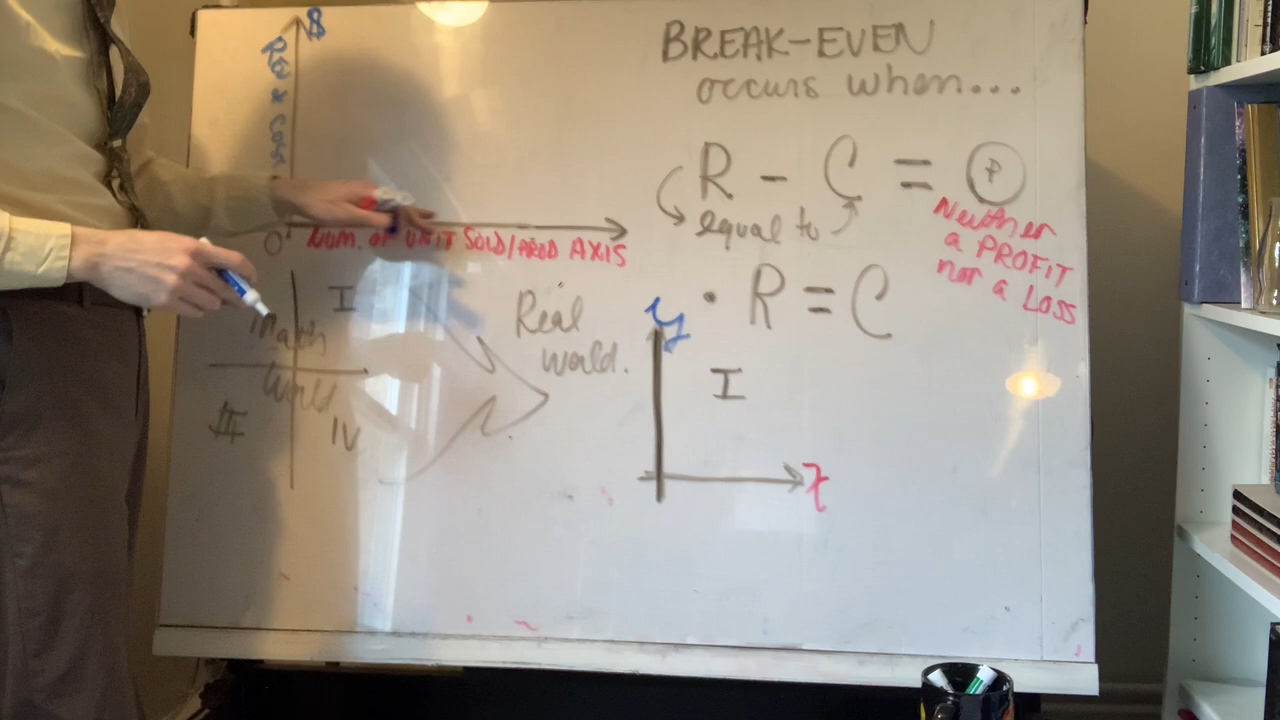 $
Rev & Cost
BREAK-EVEN
occurs when...
R - C = P
equal to
Neither
a PROFIT
nor a Loss
0
NUM. OF UNIT SOLD/PROD AXIS
• R = C
I
Math
World
III
IV
Real
World.
y
I
x